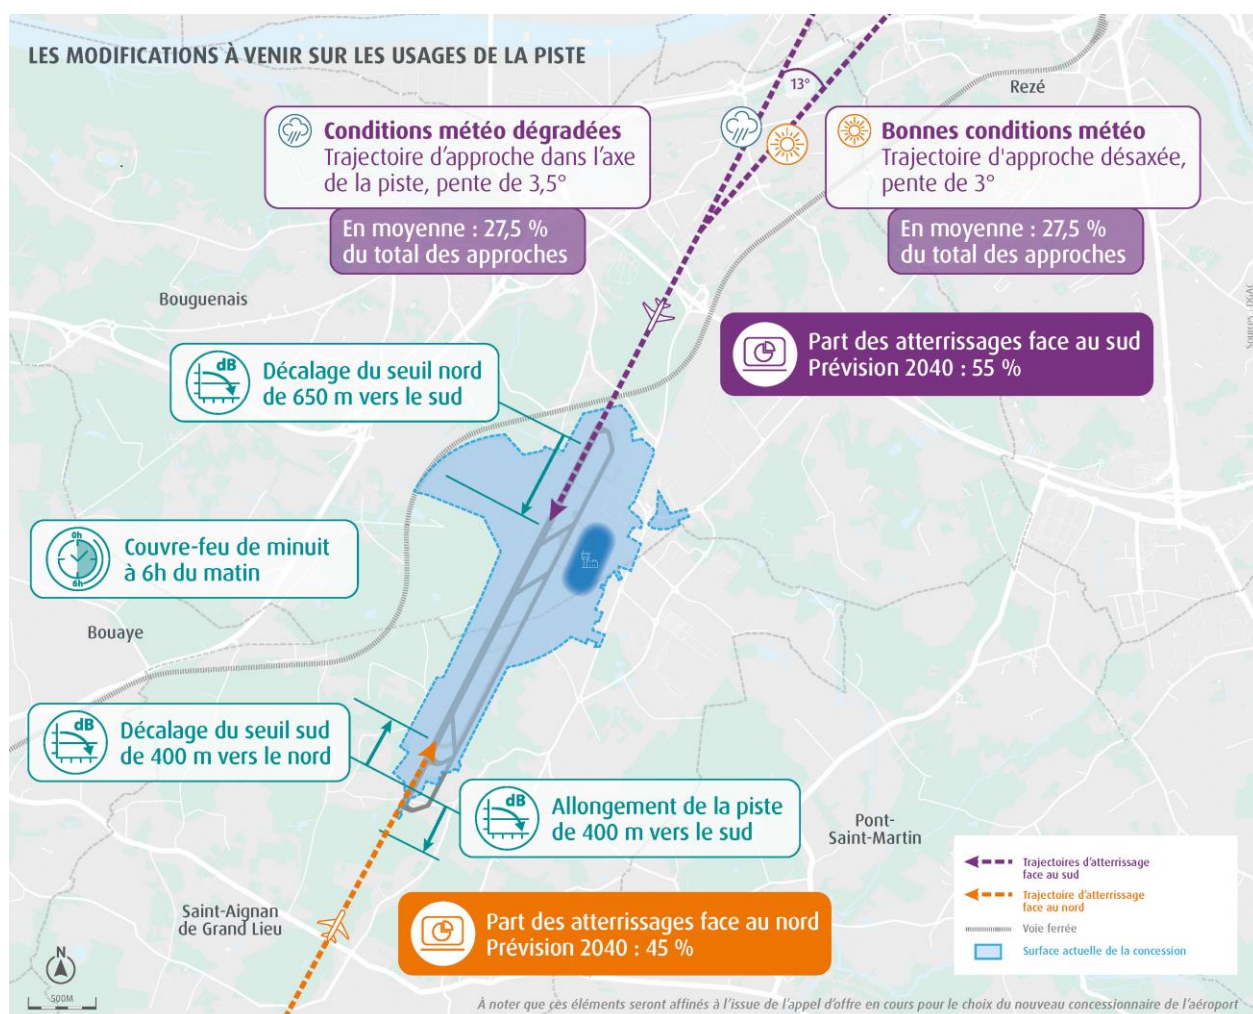 LES MODIFICATIONS À VENIR SUR LES USAGES DE LA PISTE
13°
Rezé
Conditions météo dégradées
Trajectoire d'approche dans l'axe
de la piste, pente de 3,5°
En moyenne : 27,5 %
du total des approches
Bonnes conditions météo
Trajectoire d'approche désaxée,
pente de 3°
En moyenne : 27,5 %
du total des approches
Bouguenais
Source : DGAC
Part des atterrissages face au sud
Prévision 2040 : 55 %
dB
Décalage du seuil nord
de 650 m vers le sud
0h
6h
Couvre-feu de minuit
à 6h du matin
Bouaye
dB
Décalage du seuil sud
de 400 m vers le nord
dB
Allongement de la piste
de 400 m vers le sud
Pont-
Saint-Martin
Saint-Aignan
de Grand Lieu
Part des atterrissages face au nord
Prévision 2040 : 45 %
Trajectoires d'atterrissage
face au sud
Trajectoire d'atterrissage
face au nord
Voie ferrée
Surface actuelle de la concession
N
500M
À noter que ces éléments seront affinés à l'issue de l'appel d'offre en cours pour le choix du nouveau concessionnaire de l'aéroport